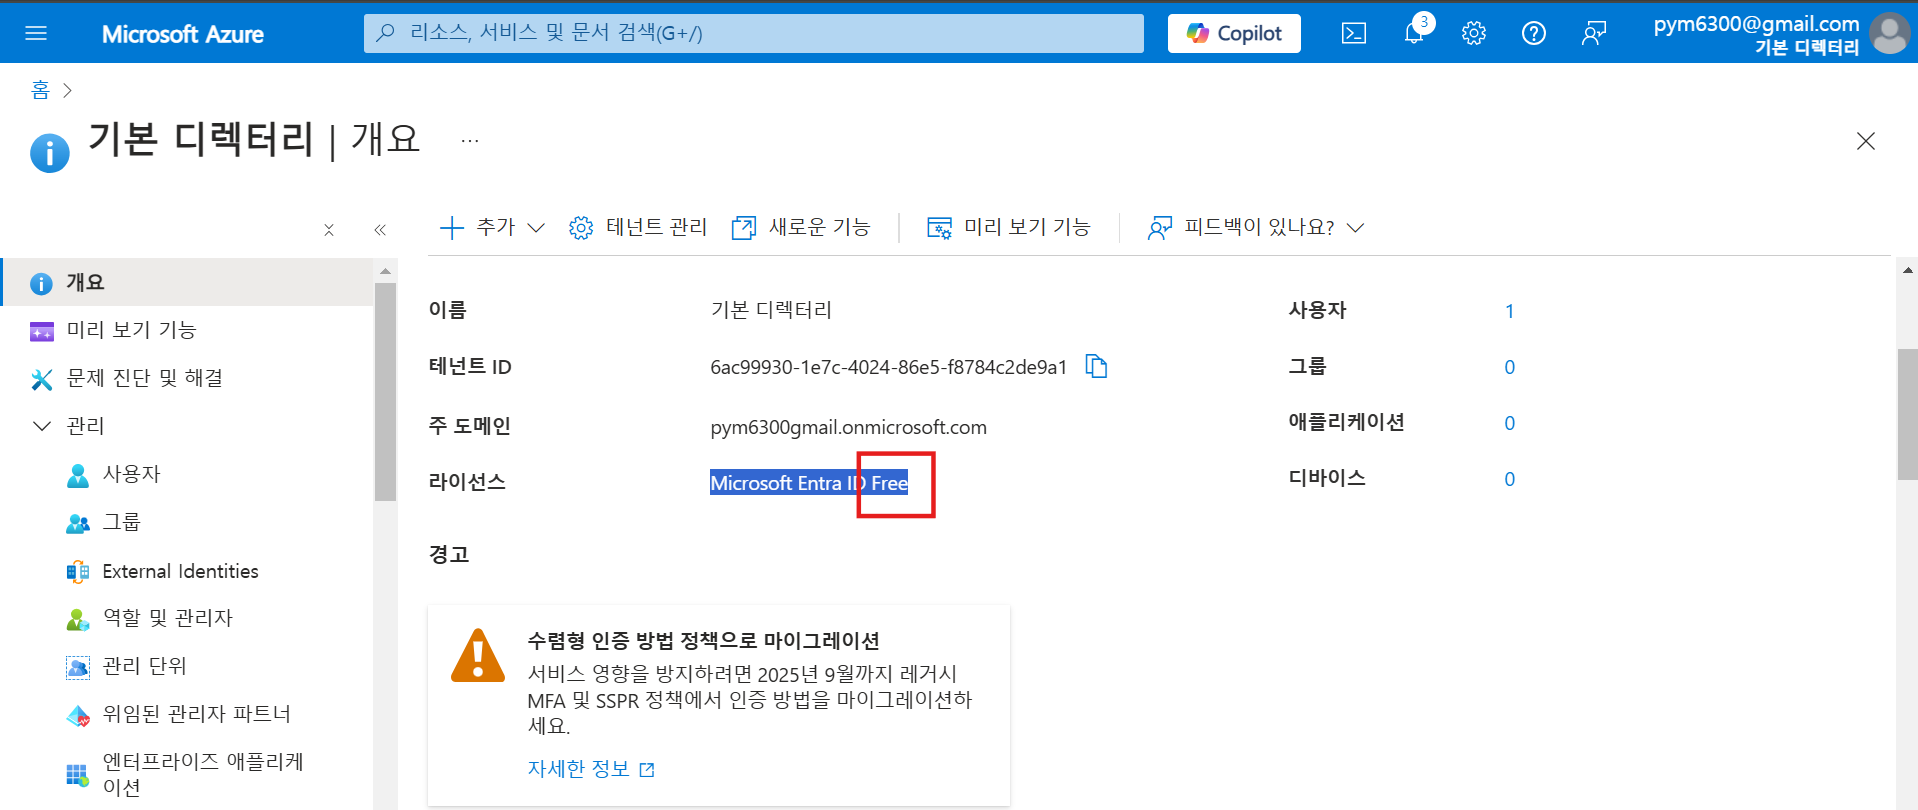 Microsoft Azure
리소스, 서비스 및 문서 검색(G+/)
Copilot
3
pym6300@gmail.com
기본 디렉터리
홈
기본 디렉터리 | 개요
추가
테넌트 관리
새로운 기능
미리 보기 기능
피드백이 있나요?
개요
미리 보기 기능
문제 진단 및 해결
관리
사용자
그룹
External Identities
역할 및 관리자
관리 단위
위임된 관리자 파트너
엔터프라이즈 애플리케
이션
이름
기본 디렉터리
사용자
1
테넌트 ID
6ac99930-1e7c-4024-86e5-f8784c2de9a1
그룹
0
주 도메인
pym6300gmail.onmicrosoft.com
애플리케이션
0
라이선스
Microsoft Entra ID Free
디바이스
0
경고
수렴형 인증 방법 정책으로 마이그레이션
서비스 영향을 방지하려면 2025년 9월까지 레거시
MFA 및 SSPR 정책에서 인증 방법을 마이그레이션하
세요.
자세한 정보